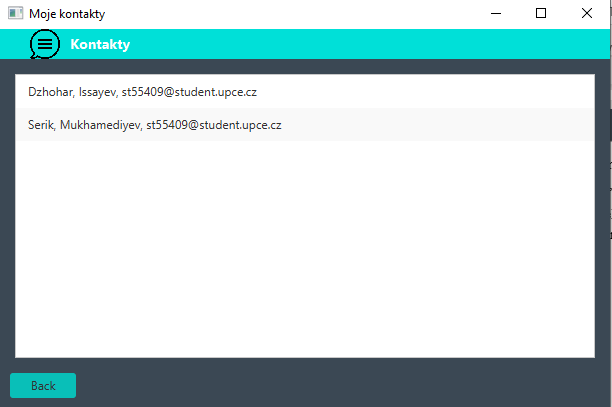 Moje kontakty
Kontakty
Dzhohar, Issayev, st55409@student.upce.cz
Serik, Mukhamediyev, st55409@student.upce.cz
Back